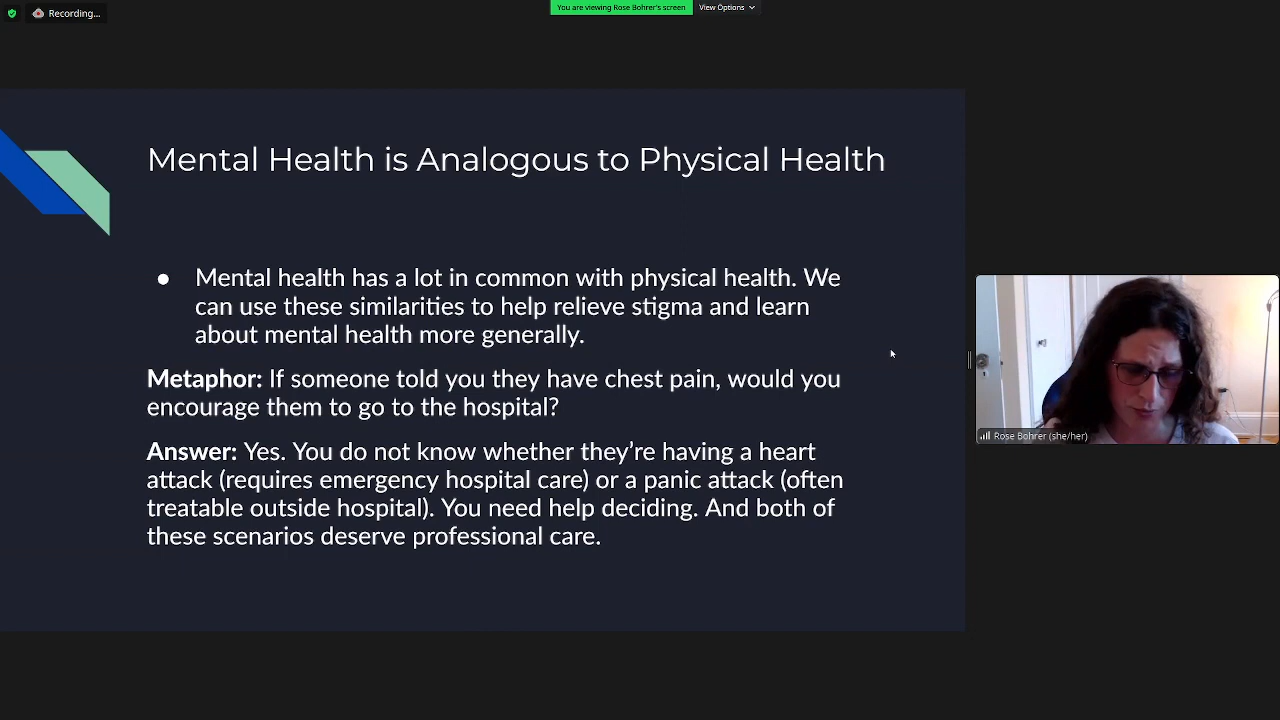 Recording...
You are viewing Rose Bohrer's screen
View Options
Mental Health is Analogous to Physical Health
● Mental health has a lot in common with physical health. We
can use these similarities to help relieve stigma and learn
about mental health more generally.
Metaphor: If someone told you they have chest pain, would you
encourage them to go to the hospital?
Answer: Yes. You do not know whether they’re having a heart
attack (requires emergency hospital care) or a panic attack (often
treatable outside hospital). You need help deciding. And both of
these scenarios deserve professional care.
Rose Bohrer (she/her)